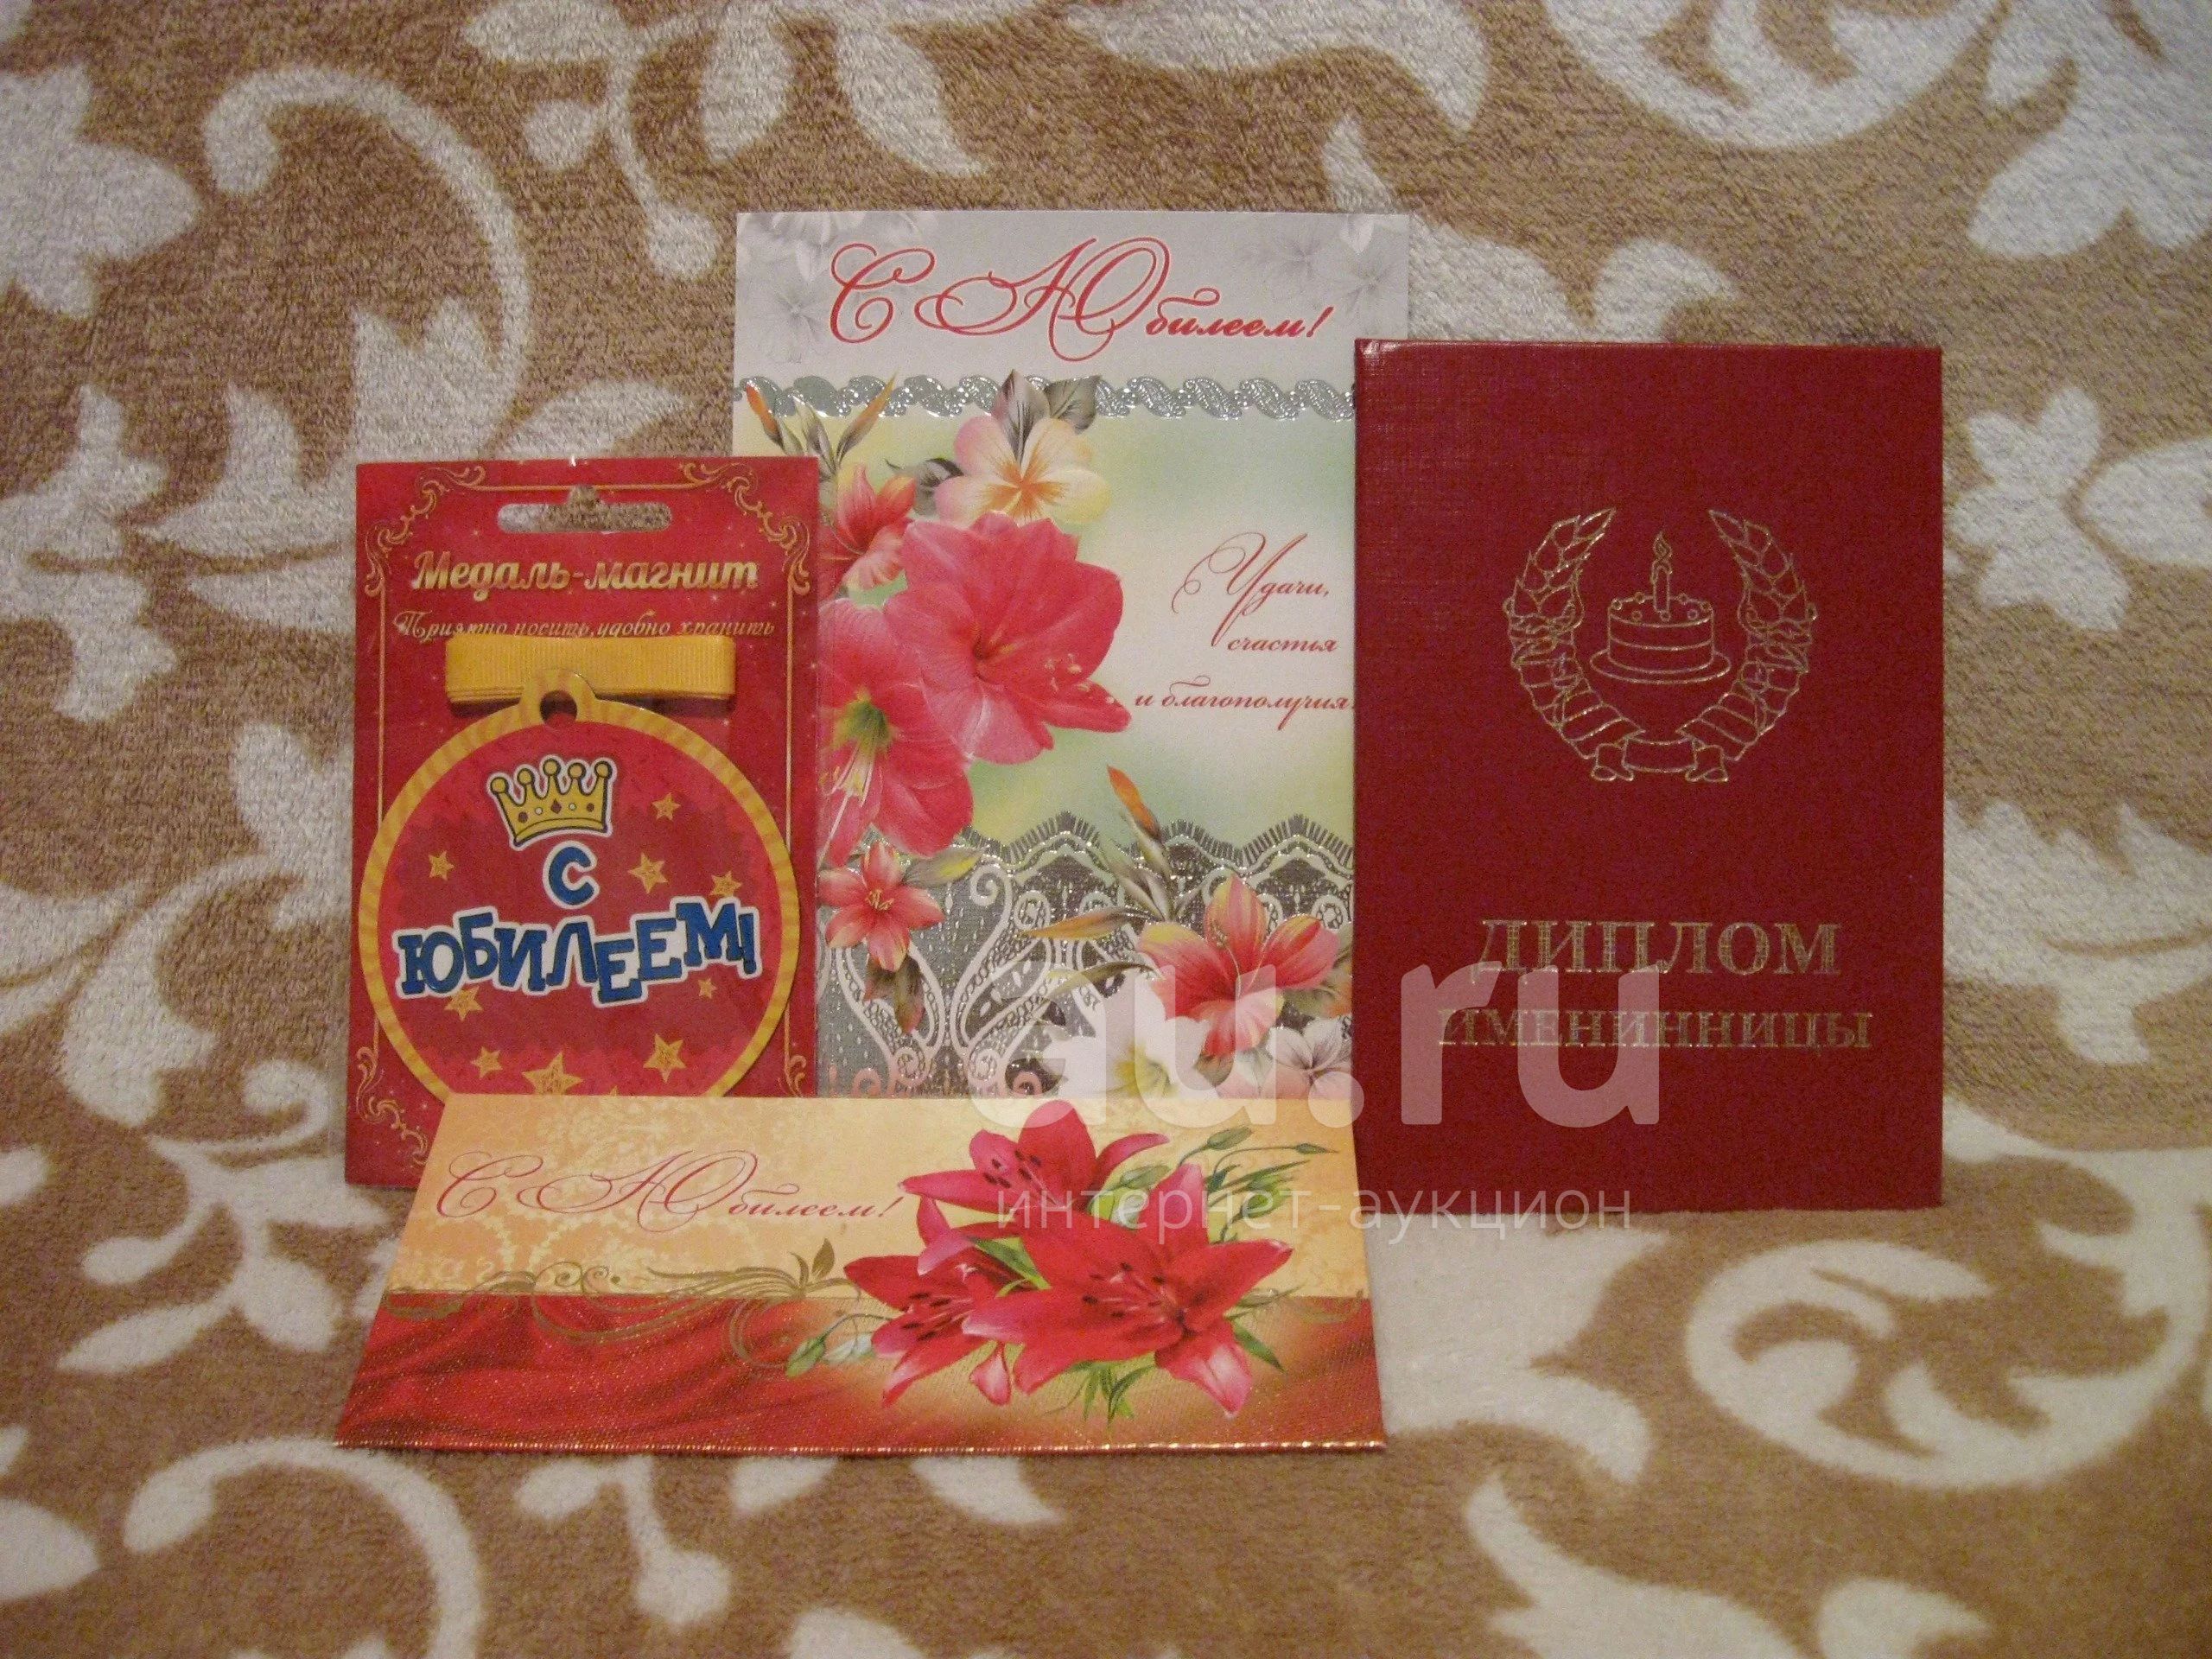 С Юбилеем!
Удачи,
счастья
и благополучия
Медаль-магнит
Приятно носить, удобно хранить
С
ЮБИЛЕЕМ!
ДИПЛОМ
ИМЕНИННИЦЫ
С Юбилеем!
au.ru
интернет-аукцион